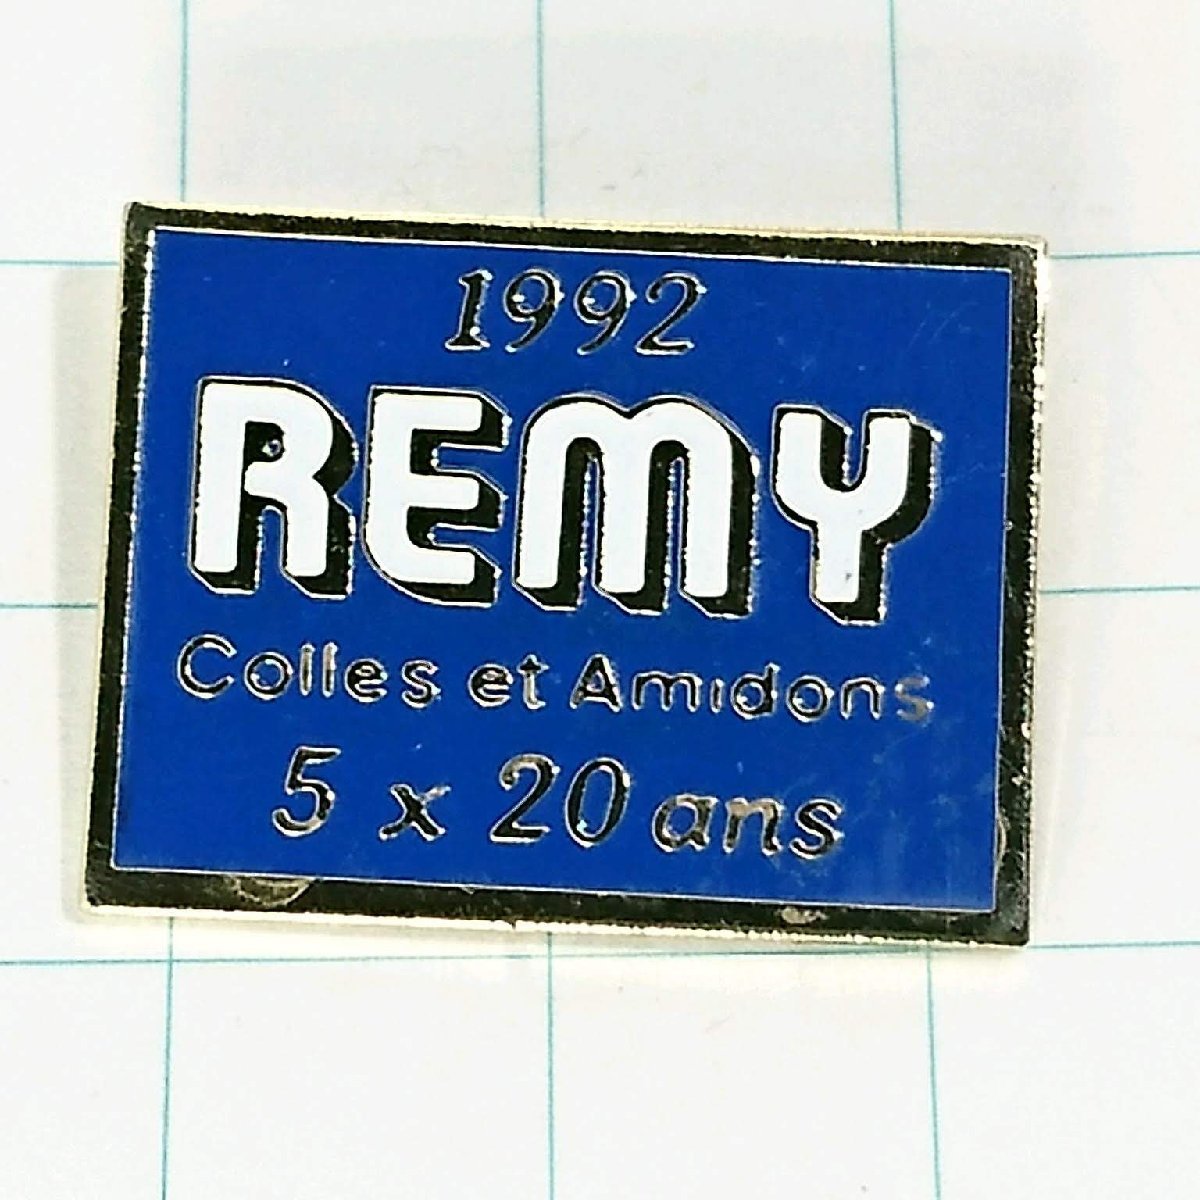 1992
REMY
Colles et Amidons
5 x 20 ans